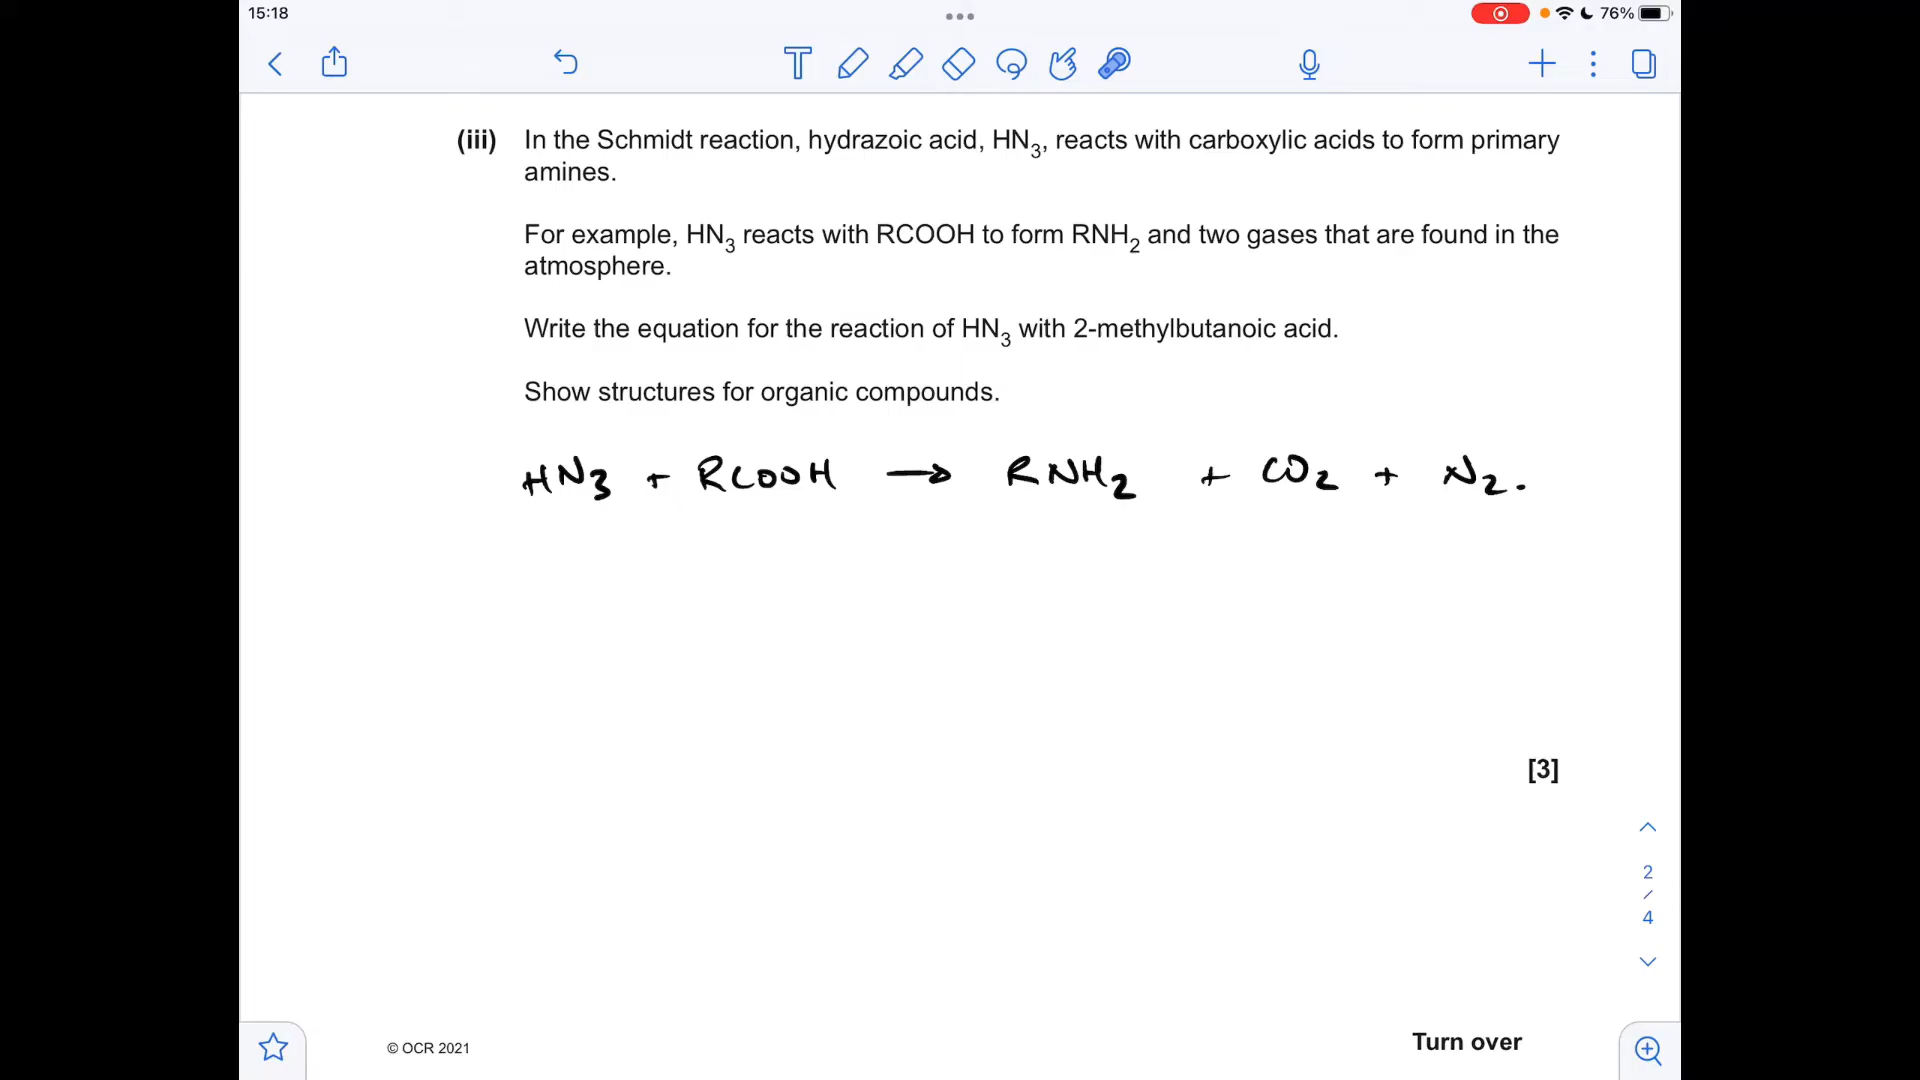 15:18
76%
(iii) In the Schmidt reaction, hydrazoic acid, HN₃, reacts with carboxylic acids to form primary
amines.
For example, HN₃ reacts with RCOOH to form RNH₂ and two gases that are found in the
atmosphere.
Write the equation for the reaction of HN₃ with 2-methylbutanoic acid.
Show structures for organic compounds.
HN₃ + RCOOH → RNH₂ + CO₂ + N₂.
[3]
2
/
4
© OCR 2021
Turn over